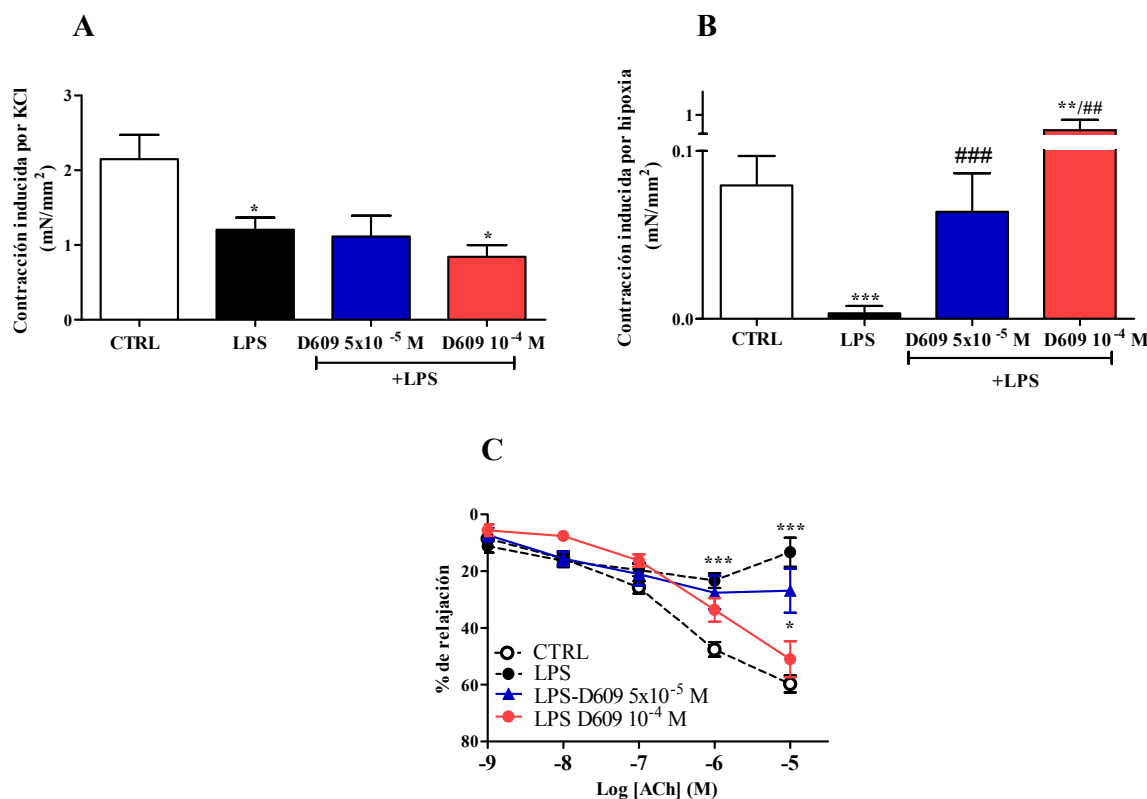 A
Contracción inducida por KCl
(mN/mm²)
3
2
1
0
*
*
CTRL
LPS
D609 5x10⁻⁵ M
D609 10⁻⁴ M
+LPS
B
Contracción inducida por hipoxia
(mN/mm²)
1
0.1
0.0
***
###
**/##
CTRL
LPS
D609 5x10⁻⁵ M
D609 10⁻⁴ M
+LPS
C
% de relajación
0
20
40
60
80
***
***
*
CTRL
LPS
LPS-D609 5x10⁻⁵ M
LPS D609 10⁻⁴ M
-9
-8
-7
-6
-5
Log [ACh] (M)